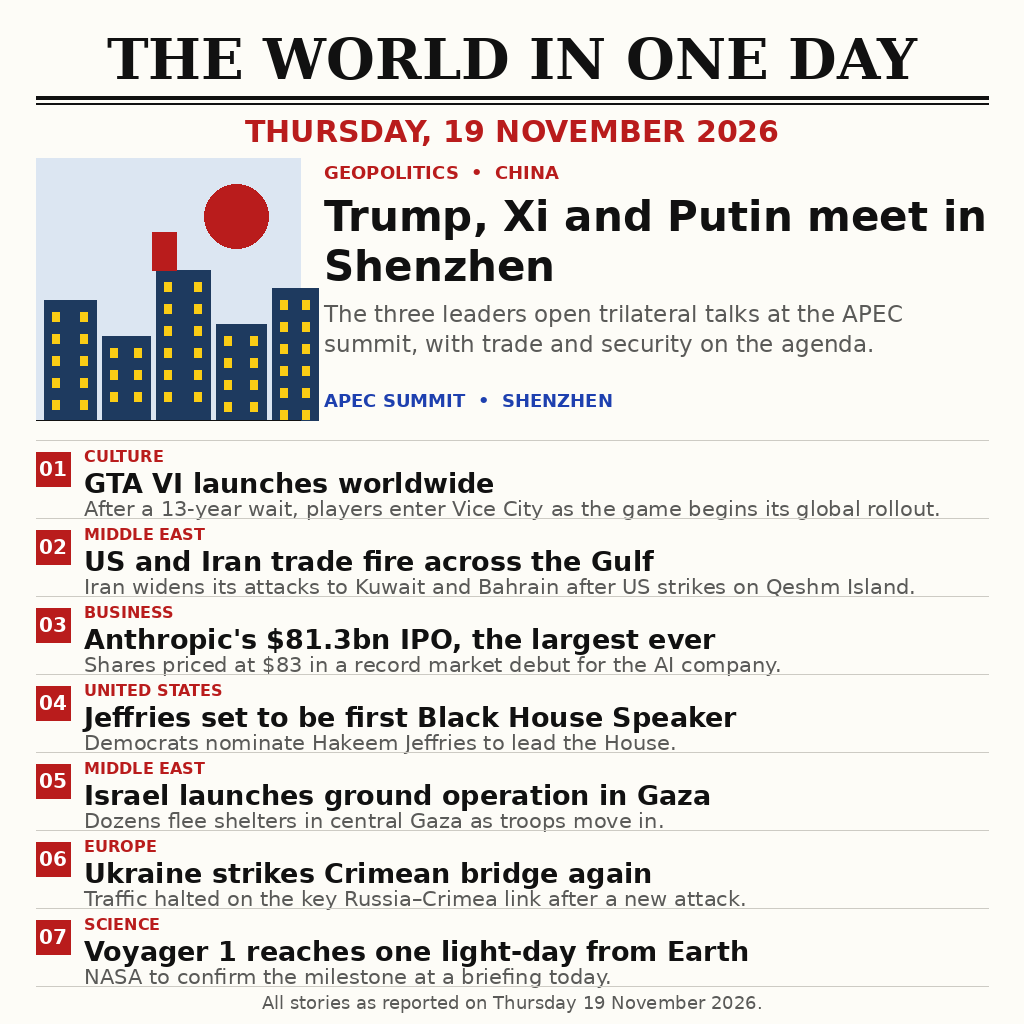 THE WORLD IN ONE DAY
THURSDAY, 19 NOVEMBER 2026
GEOPOLITICS • CHINA
Trump, Xi and Putin meet in
Shenzhen
The three leaders open trilateral talks at the APEC
summit, with trade and security on the agenda.
APEC SUMMIT • SHENZHEN
01
CULTURE
GTA VI launches worldwide
After a 13-year wait, players enter Vice City as the game begins its global rollout.
02
MIDDLE EAST
US and Iran trade fire across the Gulf
Iran widens its attacks to Kuwait and Bahrain after US strikes on Qeshm Island.
03
BUSINESS
Anthropic's $81.3bn IPO, the largest ever
Shares priced at $83 in a record market debut for the AI company.
04
UNITED STATES
Jeffries set to be first Black House Speaker
Democrats nominate Hakeem Jeffries to lead the House.
05
MIDDLE EAST
Israel launches ground operation in Gaza
Dozens flee shelters in central Gaza as troops move in.
06
EUROPE
Ukraine strikes Crimean bridge again
Traffic halted on the key Russia–Crimea link after a new attack.
07
SCIENCE
Voyager 1 reaches one light-day from Earth
NASA to confirm the milestone at a briefing today.
All stories as reported on Thursday 19 November 2026.